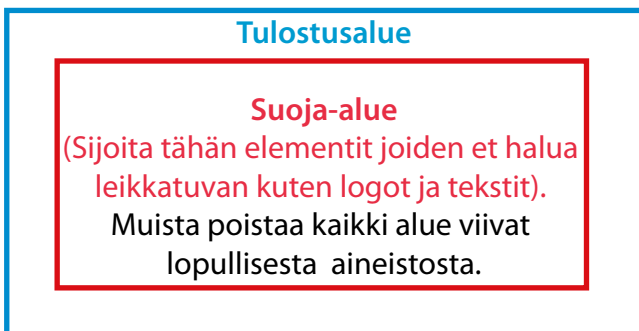 Tulostusalue
Suoja-alue
(Sijoita tähän elementit joiden et halua
leikkatuvan kuten logot ja tekstit).
Muista poistaa kaikki alue viivat
lopullisesta aineistosta.